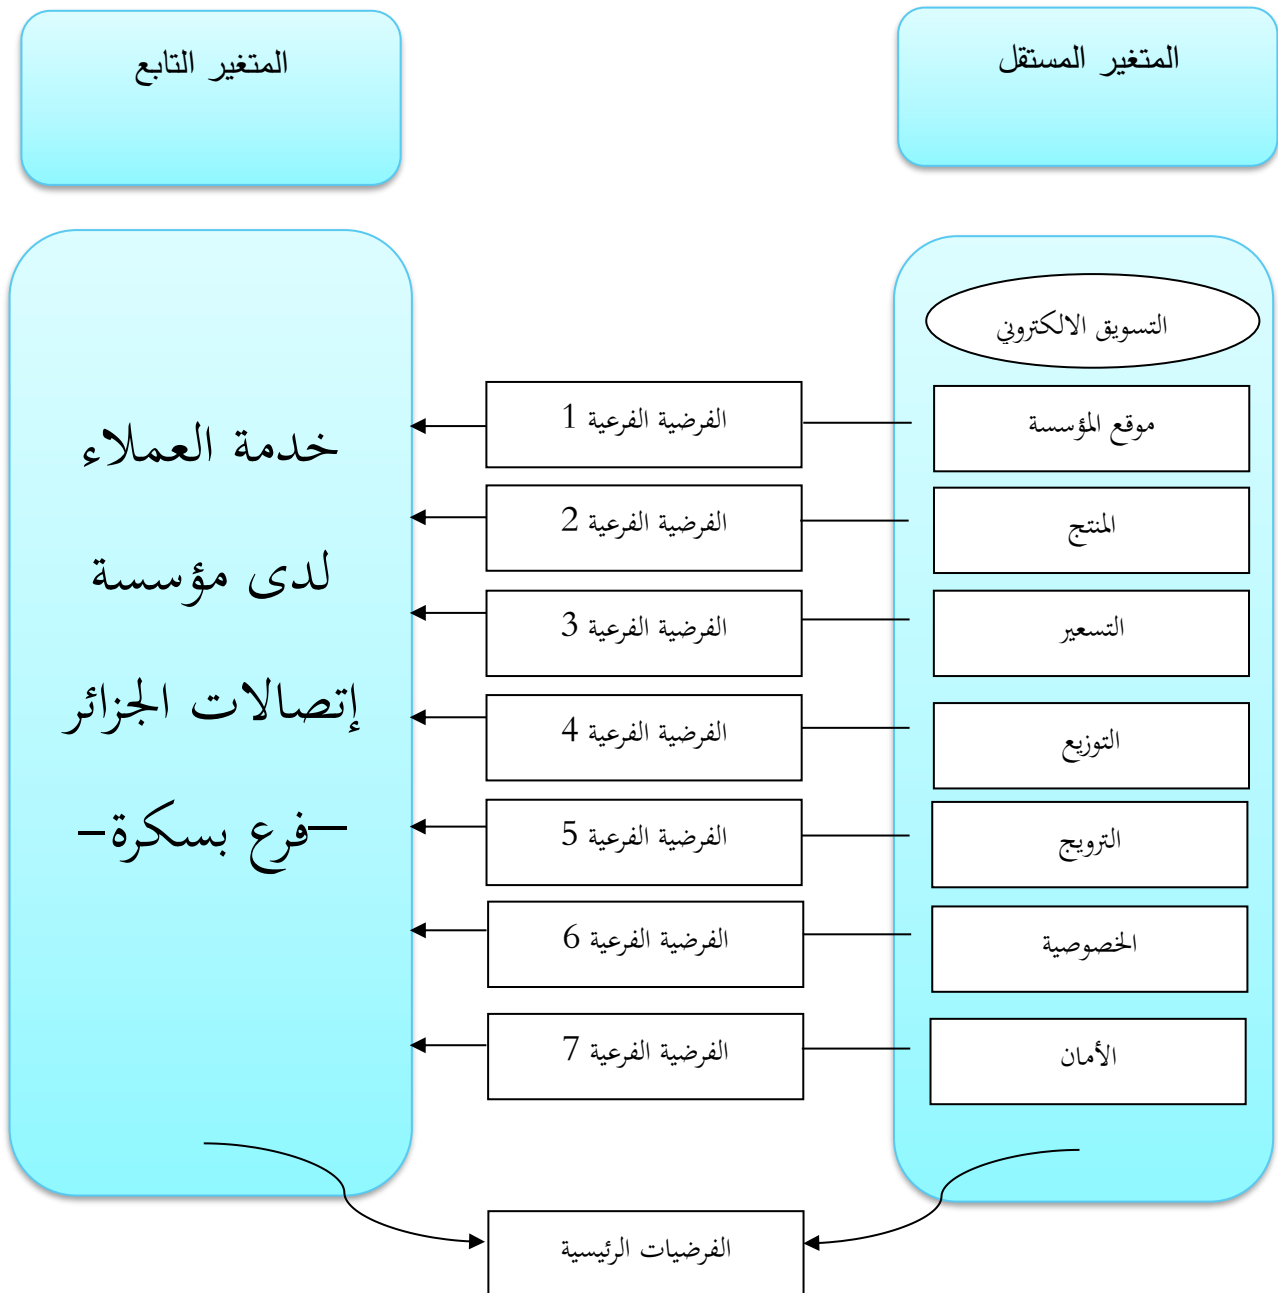 المتغير المستقل
المتغير التابع
التسويق الالكتروني
موقع المؤسسة
المنتج
التسعير
التوزيع
الترويج
الخصوصية
الأمان
الفرضية الفرعية 1
الفرضية الفرعية 2
الفرضية الفرعية 3
الفرضية الفرعية 4
الفرضية الفرعية 5
الفرضية الفرعية 6
الفرضية الفرعية 7
خدمة العملاء
لدى مؤسسة
إتصالات الجزائر
–فرع بسكرة-
الفرضيات الرئيسية